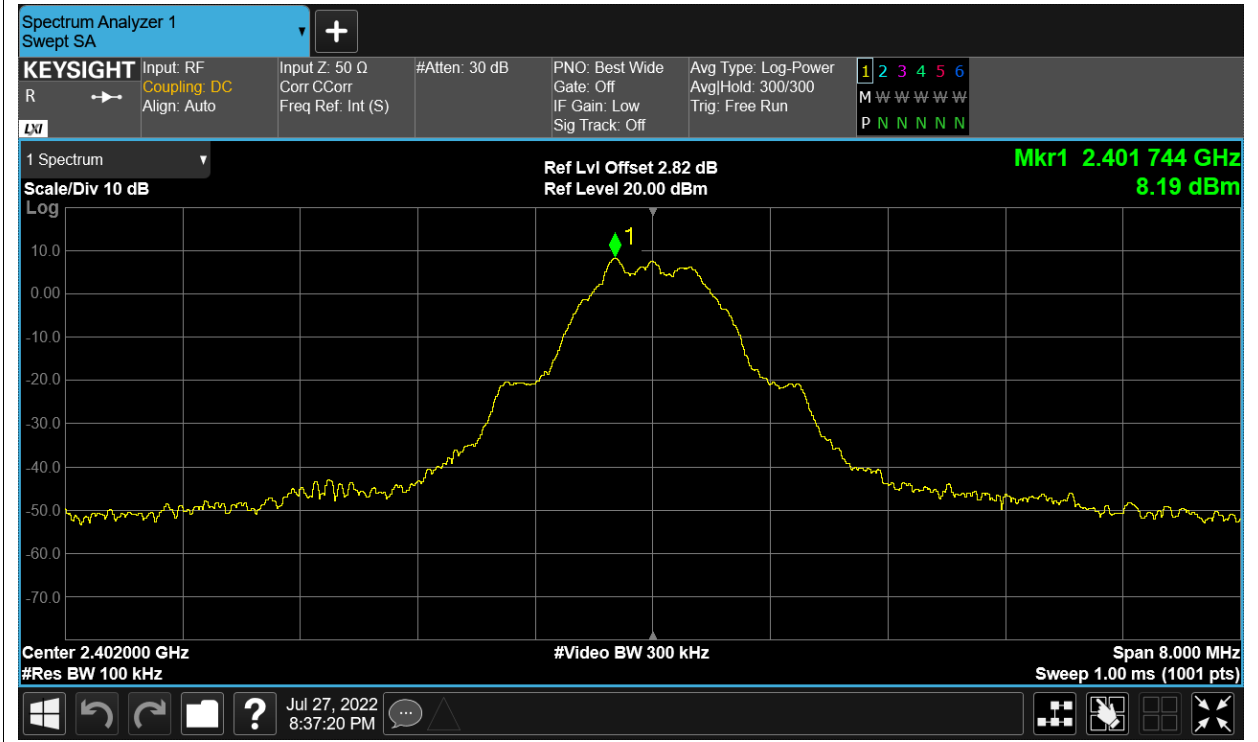 Spectrum Analyzer 1
Swept SA
KEYSIGHT
R
LXI
Input: RF
Coupling: DC
Align: Auto
Input Z: 50 Ω
Corr CCorr
Freq Ref: Int (S)
#Atten: 30 dB
PNO: Best Wide
Gate: Off
IF Gain: Low
Sig Track: Off
Avg Type: Log-Power
Avg|Hold: 300/300
Trig: Free Run
1 2 3 4 5 6
M W W W W W
P N N N N N
1 Spectrum
Scale/Div 10 dB
Log
Ref Lvl Offset 2.82 dB
Ref Level 20.00 dBm
Mkr1 2.401 744 GHz
8.19 dBm
1
10.0
0.00
-10.0
-20.0
-30.0
-40.0
-50.0
-60.0
-70.0
Center 2.402000 GHz
#Res BW 100 kHz
#Video BW 300 kHz
Span 8.000 MHz
Sweep 1.00 ms (1001 pts)
?
Jul 27, 2022
8:37:20 PM